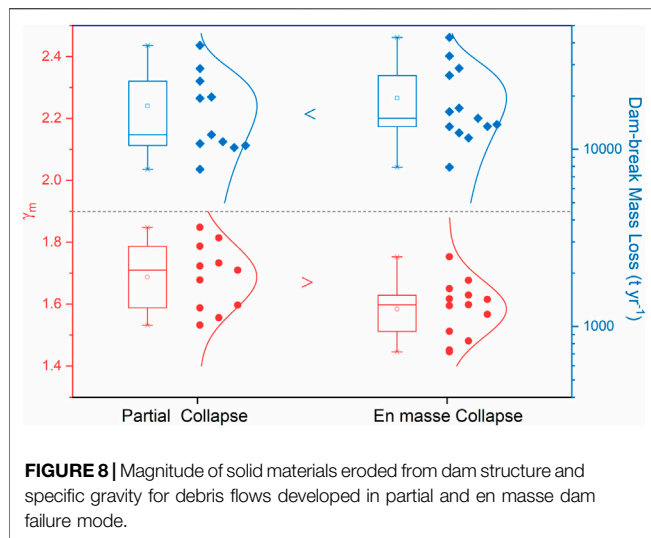 2.4
2.2
2.0
1.8
1.6
1.4
γm
<
>
10000
1000
Dam-break Mass Loss (t yr-1)
Partial Collapse
En masse Collapse
FIGURE 8 | Magnitude of solid materials eroded from dam structure and
specific gravity for debris flows developed in partial and en masse dam
failure mode.